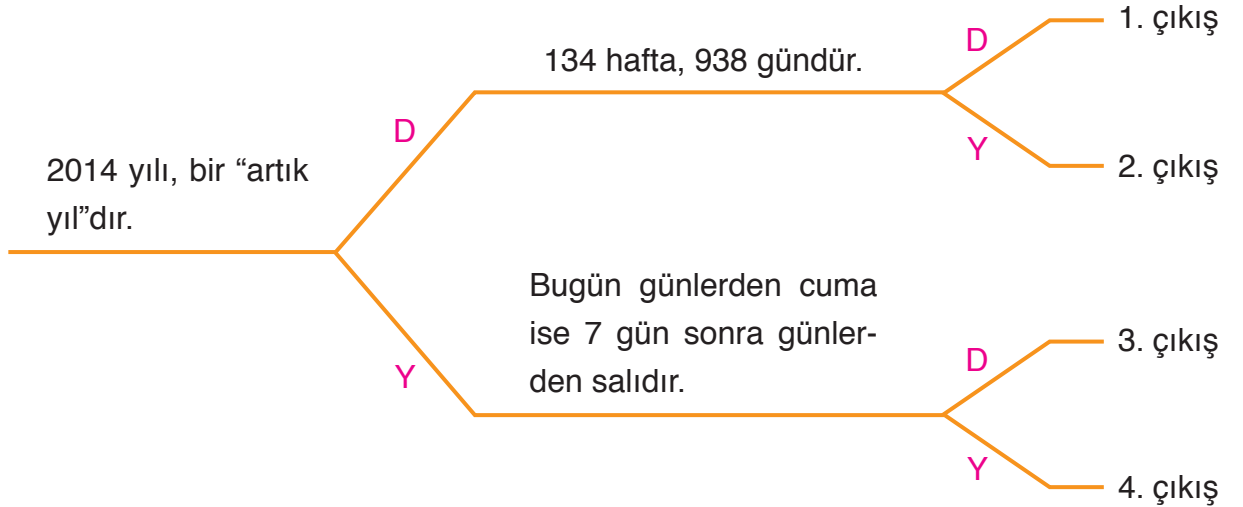 1. çıkış
D
134 hafta, 938 gündür.
D
Y
2014 yılı, bir “artık
yıl”dır.
2. çıkış
Bugün günlerden cuma
ise 7 gün sonra günler-
den salıdır.
3. çıkış
D
Y
Y
4. çıkış